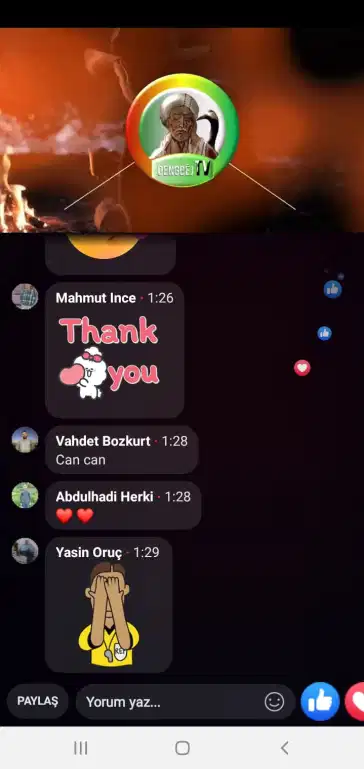 DENGBEJ TV
Mahmut Ince · 1:26
Thank
you
Vahdet Bozkurt · 1:28
Can can
Abdulhadi Herki · 1:28
Yasin Oruç · 1:29
PAYLAŞ
Yorum yaz...